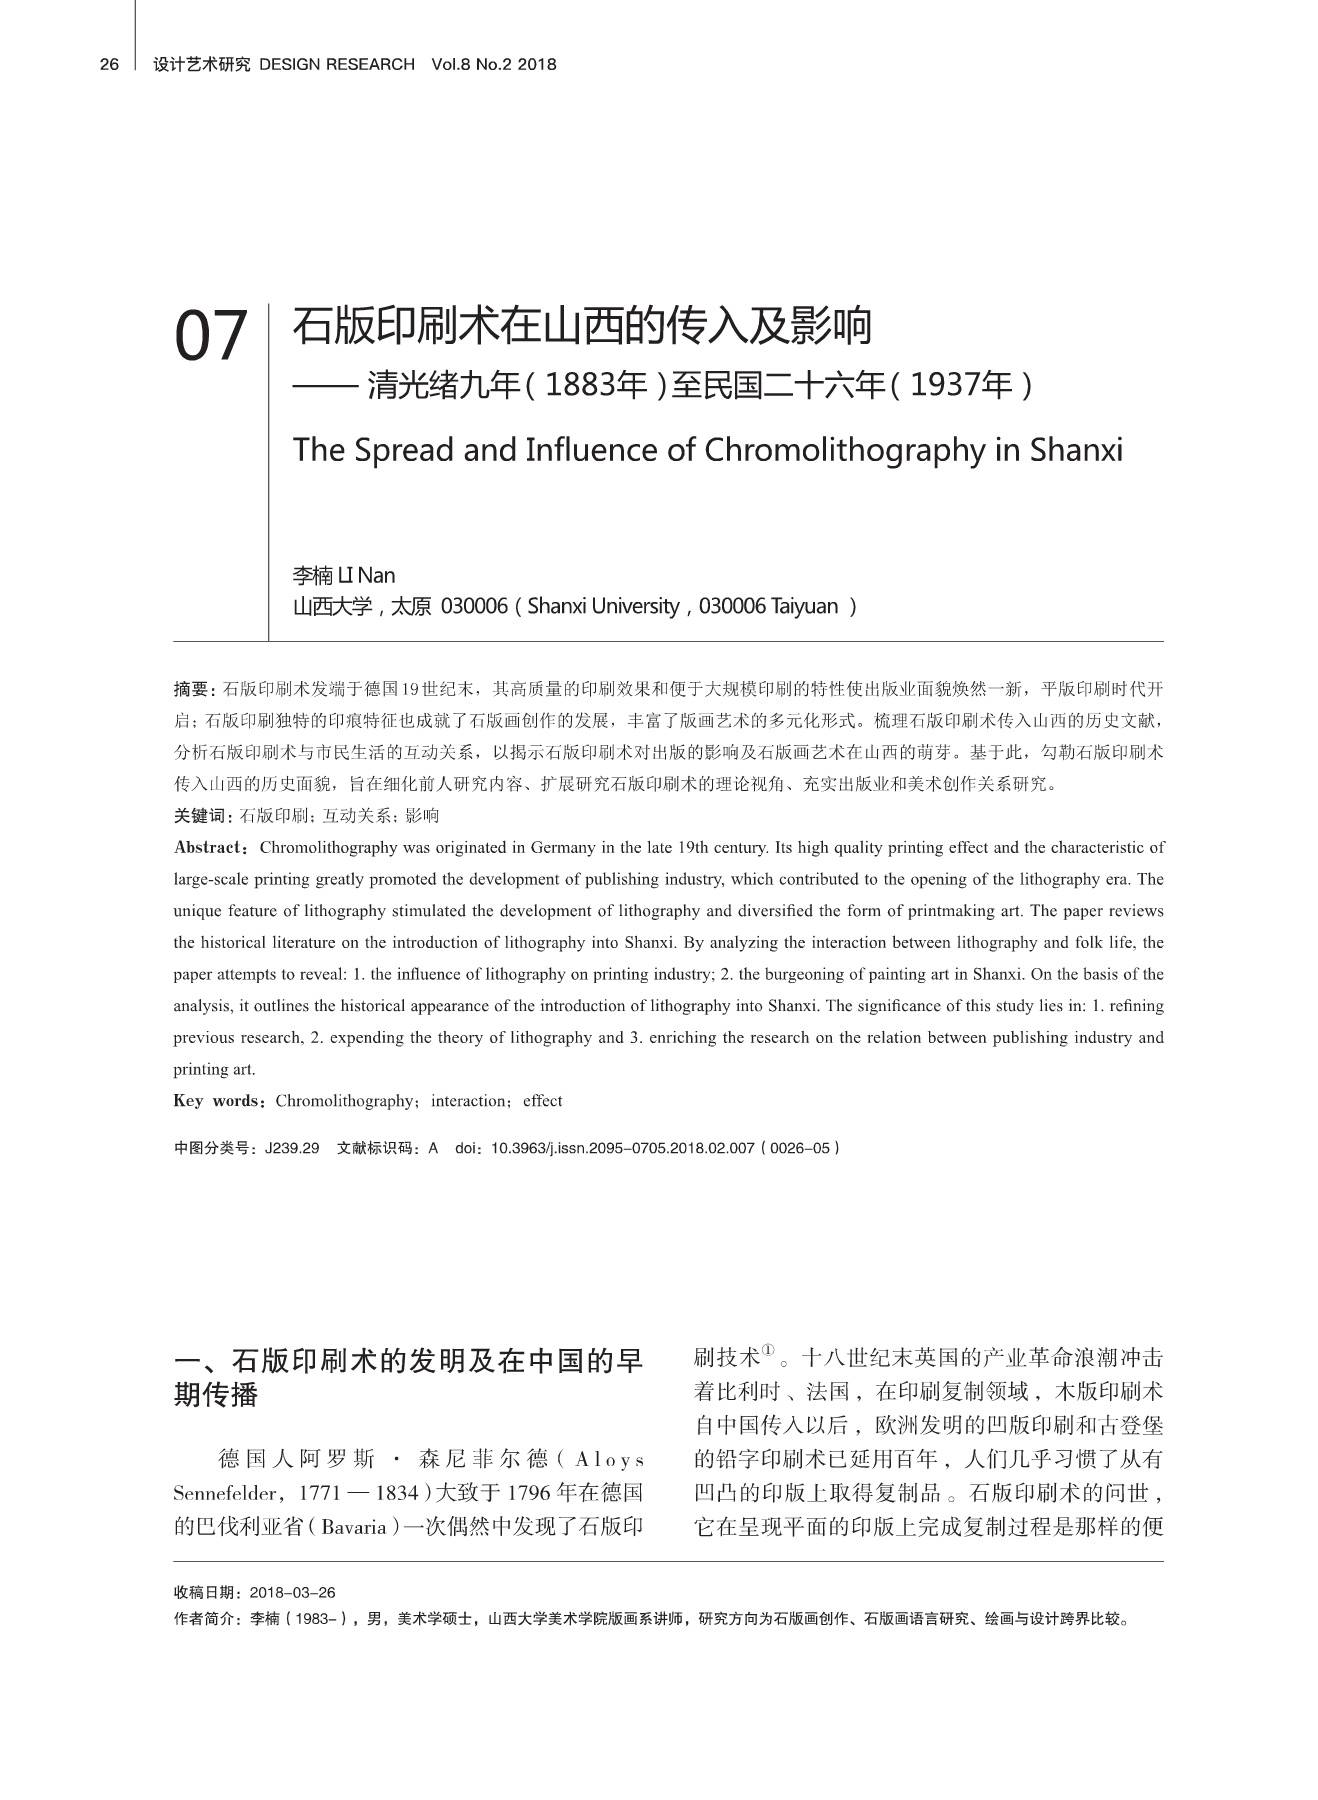 26 设计艺术研究 DESIGN RESEARCH Vol.8 No.2 2018
07
石版印刷术在山西的传入及影响
—— 清光绪九年（1883年）至民国二十六年（1937年）
The Spread and Influence of Chromolithography in Shanxi
李楠 LI Nan
山西大学，太原 030006（Shanxi University，030006 Taiyuan ）
摘要：石版印刷术发端于德国19世纪末，其高质量的印刷效果和便于大规模印刷的特性使出版业面貌焕然一新，平版印刷时代开
启；石版印刷独特的印痕特征也成就了石版画创作的发展，丰富了版画艺术的多元化形式。梳理石版印刷术传入山西的历史文献，
分析石版印刷术与市民生活的互动关系，以揭示石版印刷术对出版的影响及石版画艺术在山西的萌芽。基于此，勾勒石版印刷术
传入山西的历史面貌，旨在细化前人研究内容、扩展研究石版印刷术的理论视角、充实出版业和美术创作关系研究。
关键词：石版印刷；互动关系；影响
Abstract：Chromolithography was originated in Germany in the late 19th century. Its high quality printing effect and the characteristic of
large-scale printing greatly promoted the development of publishing industry, which contributed to the opening of the lithography era. The
unique feature of lithography stimulated the development of lithography and diversified the form of printmaking art. The paper reviews
the historical literature on the introduction of lithography into Shanxi. By analyzing the interaction between lithography and folk life, the
paper attempts to reveal: 1. the influence of lithography on printing industry; 2. the burgeoning of painting art in Shanxi. On the basis of the
analysis, it outlines the historical appearance of the introduction of lithography into Shanxi. The significance of this study lies in: 1. refining
previous research, 2. expending the theory of lithography and 3. enriching the research on the relation between publishing industry and
printing art.
Key words：Chromolithography；interaction；effect
中图分类号：J239.29 文献标识码：A doi：10.3963/j.issn.2095–0705.2018.02.007（0026–05）
一、石版印刷术的发明及在中国的早
期传播
德国人阿罗斯 · 森尼菲尔德（Aloys
Sennefelder，1771 — 1834）大致于 1796 年在德国
的巴伐利亚省（Bavaria）一次偶然中发现了石版印
刷技术①。十八世纪末英国的产业革命浪潮冲击
着比利时、法国，在印刷复制领域，木版印刷术
自中国传入以后，欧洲发明的凹版印刷和古登堡
的铅字印刷术已延用百年，人们几乎习惯了从有
凹凸的印版上取得复制品。石版印刷术的问世，
它在呈现平面的印版上完成复制过程是那样的便
收稿日期：2018–03–26
作者简介：李楠（1983–），男，美术学硕士，山西大学美术学院版画系讲师，研究方向为石版画创作、石版画语言研究、绘画与设计跨界比较。